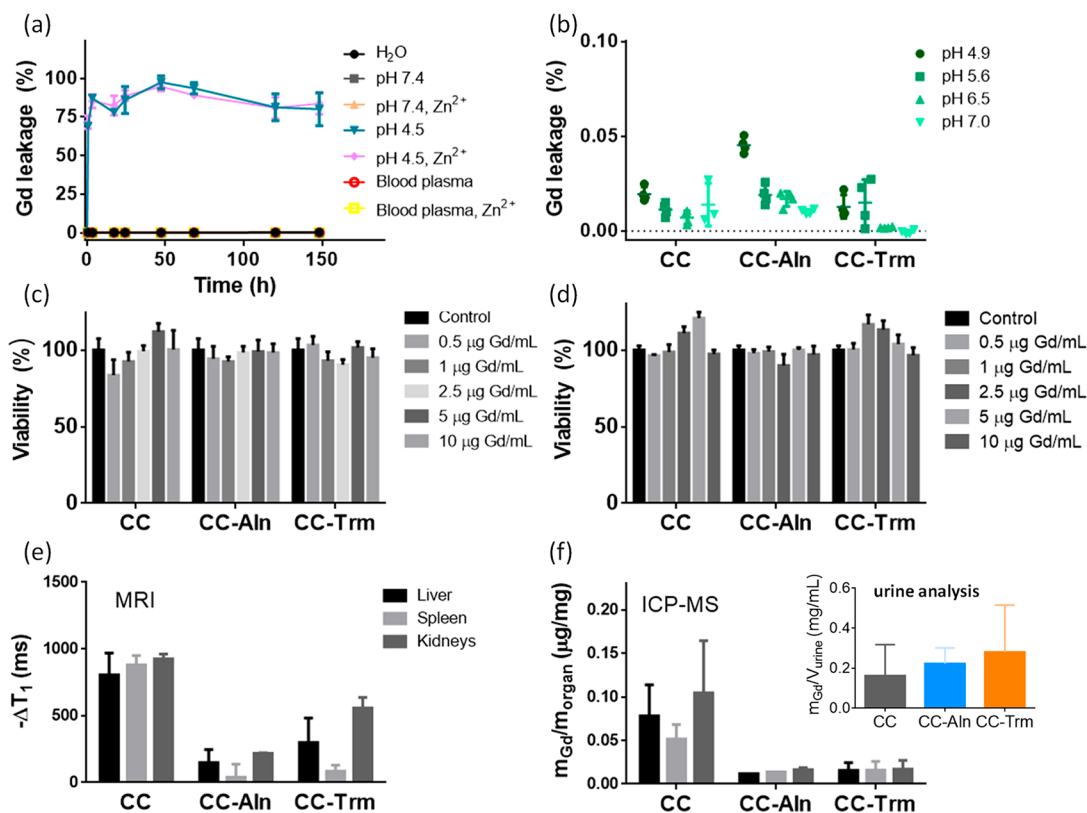 (a)
Gd leakage (%)
100
75
50
25
0
0
50
100
150
Time (h)
H₂O
pH 7.4
pH 7.4, Zn²⁺
pH 4.5
pH 4.5, Zn²⁺
Blood plasma
Blood plasma, Zn²⁺
(b)
Gd leakage (%)
0.10
0.05
0.00
CC
CC-Aln
CC-Trm
pH 4.9
pH 5.6
pH 6.5
pH 7.0
(c)
Viability (%)
100
50
0
CC
CC-Aln
CC-Trm
Control
0.5 μg Gd/mL
1 μg Gd/mL
2.5 μg Gd/mL
5 μg Gd/mL
10 μg Gd/mL
(d)
Viability (%)
100
50
0
CC
CC-Aln
CC-Trm
Control
0.5 μg Gd/mL
1 μg Gd/mL
2.5 μg Gd/mL
5 μg Gd/mL
10 μg Gd/mL
(e)
-ΔT₁ (ms)
1500
1000
500
0
MRI
CC
CC-Aln
CC-Trm
Liver
Spleen
Kidneys
(f)
m_Gd/m_organ (μg/mg)
0.20
0.15
0.10
0.05
0.00
ICP-MS
CC
CC-Aln
CC-Trm
urine analysis
m_Gd/V_urine (mg/mL)
0.6
0.4
0.2
0.0
CC
CC-Aln
CC-Trm